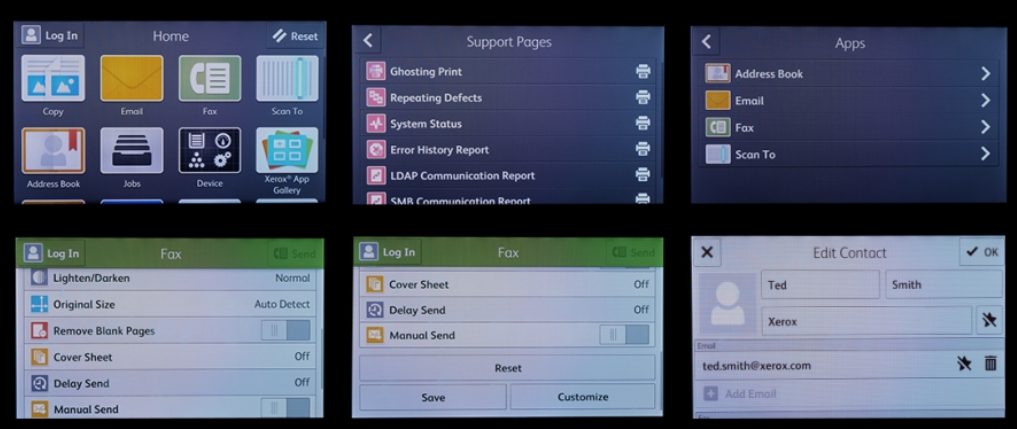 Log In
Home
Reset
Copy
Email
Fax
Scan To
Address Book
Jobs
Device
Xerox® App
Gallery
Support Pages
Ghosting Print
Repeating Defects
System Status
Error History Report
LDAP Communication Report
SMB Communication Report
Apps
Address Book
Email
Fax
Scan To
Log In
Fax
Send
Lighten/Darken
Normal
Original Size
Auto Detect
Remove Blank Pages
Cover Sheet
Off
Delay Send
Off
Manual Send
Log In
Fax
Send
Cover Sheet
Off
Delay Send
Off
Manual Send
Reset
Save
Customize
Edit Contact
OK
Ted
Smith
Xerox
Email
ted.smith@xerox.com
Add Email